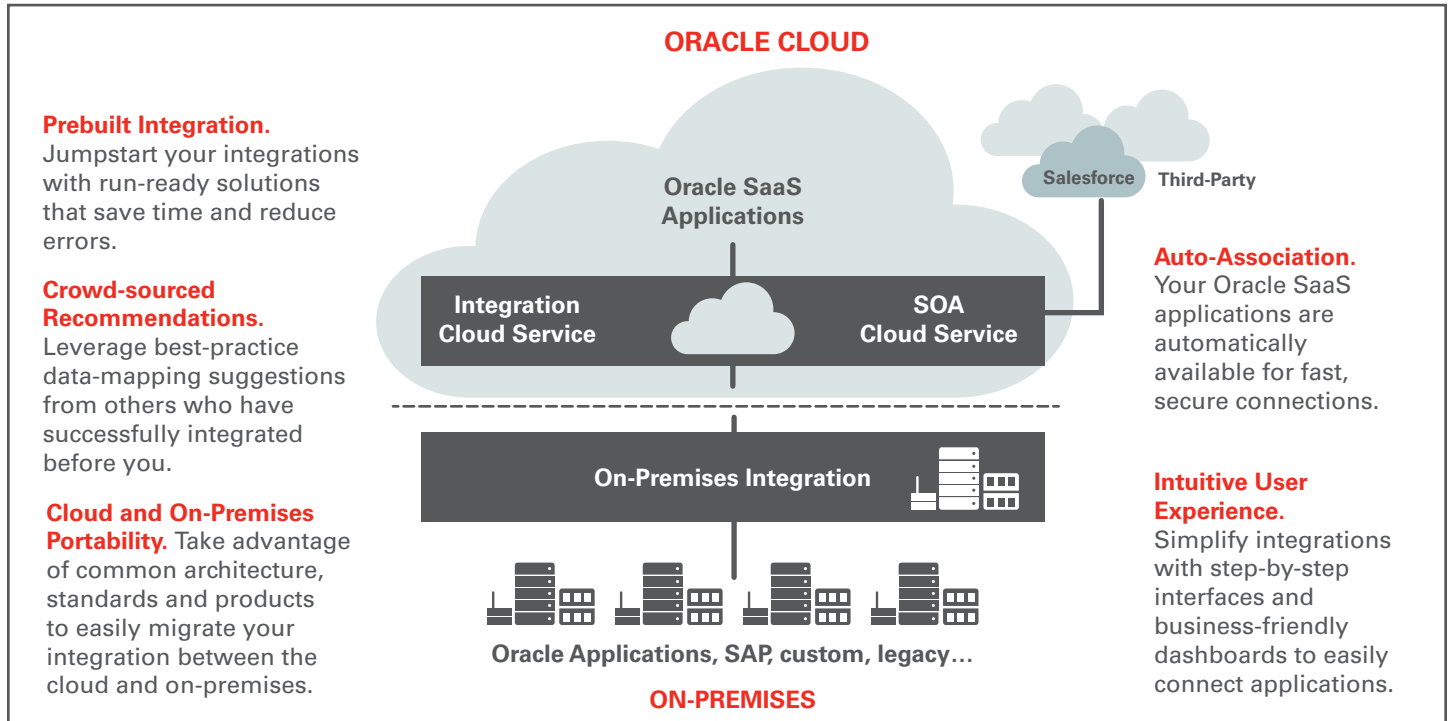 ORACLE CLOUD
Prebuilt Integration.
Jumpstart your integrations
with run-ready solutions
that save time and reduce
errors.
Crowd-sourced
Recommendations.
Leverage best-practice
data-mapping suggestions
from others who have
successfully integrated
before you.
Cloud and On-Premises
Portability. Take advantage
of common architecture,
standards and products
to easily migrate your
integration between the
cloud and on-premises.
Oracle SaaS
Applications
Integration
Cloud Service
SOA
Cloud Service
On-Premises Integration
Oracle Applications, SAP, custom, legacy…
ON-PREMISES
Salesforce
Third-Party
Auto-Association.
Your Oracle SaaS
applications are
automatically
available for fast,
secure connections.
Intuitive User
Experience.
Simplify integrations
with step-by-step
interfaces and
business-friendly
dashboards to easily
connect applications.